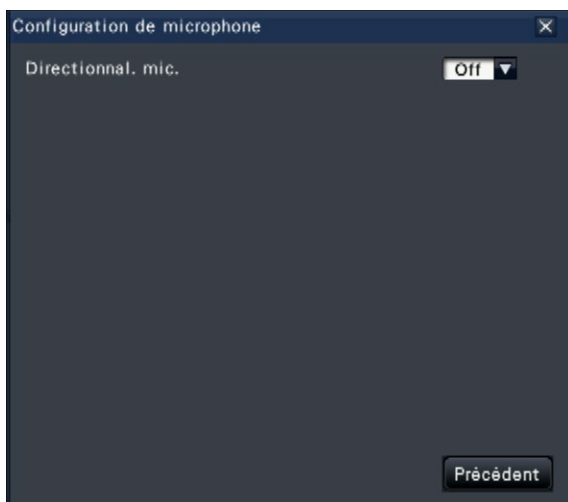 Configuration de microphone
Directionnal. mic. Off
Précédent